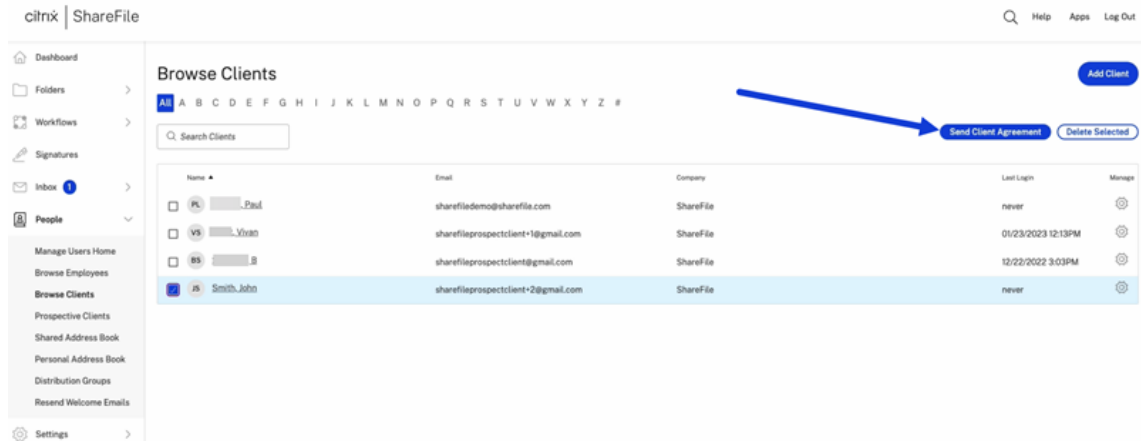 citrix | ShareFile
Help Apps Log Out
Dashboard
Folders
Workflows
Signatures
Inbox 1
People
Manage Users Home
Browse Employees
Browse Clients
Prospective Clients
Shared Address Book
Personal Address Book
Distribution Groups
Resend Welcome Emails
Settings
Browse Clients
Add Client
All A B C D E F G H I J K L M N O P Q R S T U V W X Y Z #
Search Clients
Send Client Agreement Delete Selected
Name Email Company Last Login Manage
PL , Paul sharefiledemo@sharefile.com ShareFile never
VS , Vivan sharefileprospectclient+1@gmail.com ShareFile 01/23/2023 12:13PM
BS , B sharefileprospectclient@gmail.com ShareFile 12/22/2022 3:03PM
JS Smith, John sharefileprospectclient+2@gmail.com ShareFile never